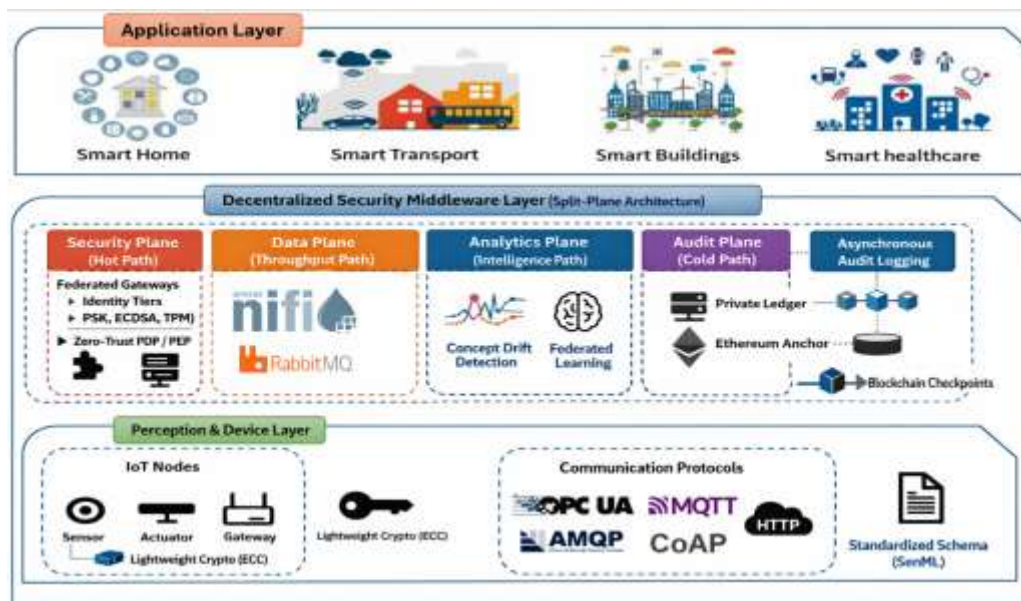 Application Layer
Smart Home
Smart Transport
Smart Buildings
Smart healthcare
Decentralized Security Middleware Layer (Split-Plane Architecture)
Security Plane
(Hot Path)
Data Plane
(Throughput Path)
Analytics Plane
(Intelligence Path)
Audit Plane
(Cold Path)
Asynchronous
Audit Logging
Federated Gateways
Identity Tiers
PSK, ECDSA, TPM)
Zero-Trust PDP / PEP
nifi
RabbitMQ
Concept Drift
Detection
Federated
Learning
Private Ledger
Ethereum Anchor
Blockchain Checkpoints
Perception & Device Layer
IoT Nodes
Sensor
Actuator
Gateway
Lightweight Crypto (ECC)
Lightweight Crypto (ECC)
Communication Protocols
OPC UA
MQTT
HTTP
AMQP
CoAP
Standardized Schema
(SenML)